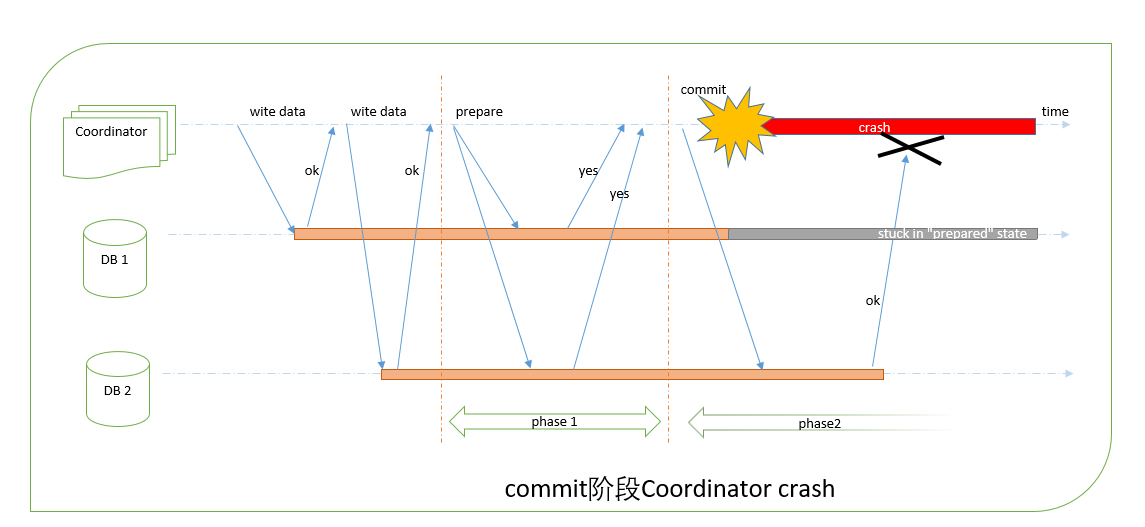 commit
wite data
wite data
prepare
time
Coordinator
crash
ok
ok
yes
yes
stuck in "prepared" state
DB 1
ok
DB 2
phase 1
phase2
commit阶段Coordinator crash